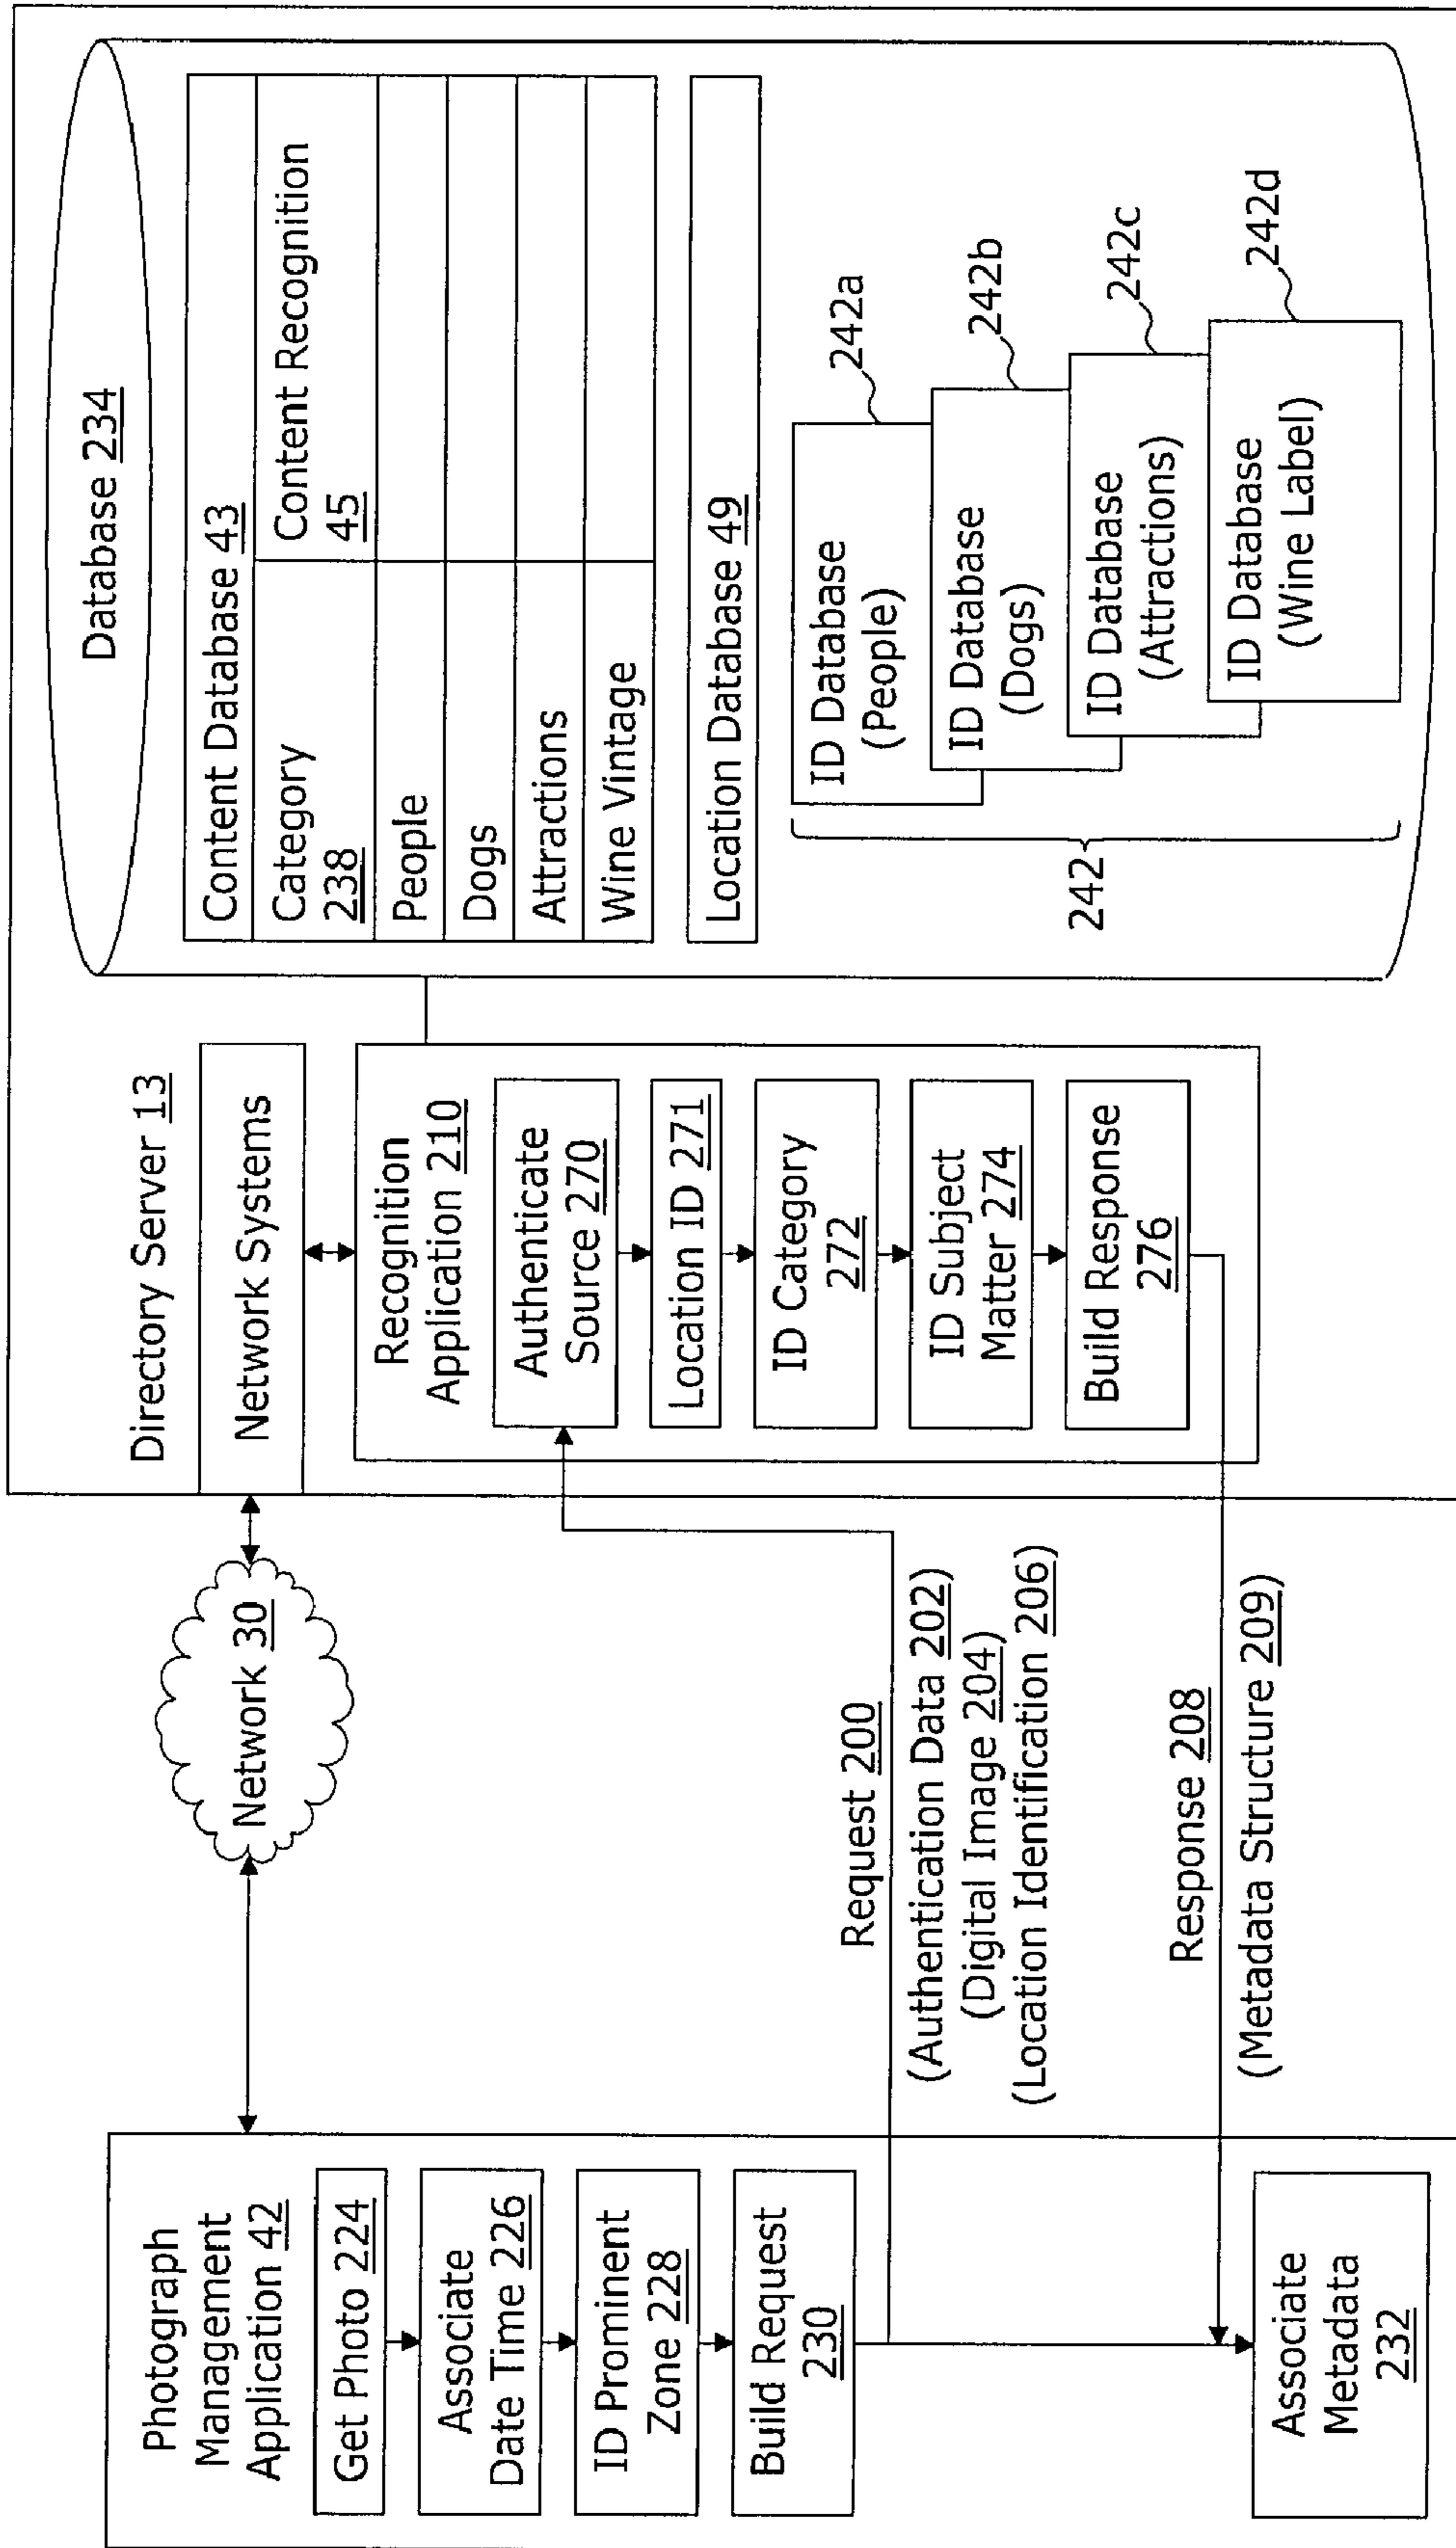 Photograph
Management
Application 42
Get Photo 224
Associate
Date Time 226
ID Prominent
Zone 228
Build Request
230
Associate
Metadata
232
Network 30
Request 200
(Authentication Data 202)
(Digital Image 204)
(Location Identification 206)
Response 208
(Metadata Structure 209)
Directory Server 13
Network Systems
Recognition
Application 210
Authenticate
Source 270
Location ID 271
ID Category
272
ID Subject
Matter 274
Build Response
276
Database 234
Content Database 43
Category
238
Content Recognition
45
People
Dogs
Attractions
Wine Vintage
Location Database 49
ID Database
(People)
242a
ID Database
(Dogs)
242b
ID Database
(Attractions)
242c
ID Database
(Wine Label)
242d
242